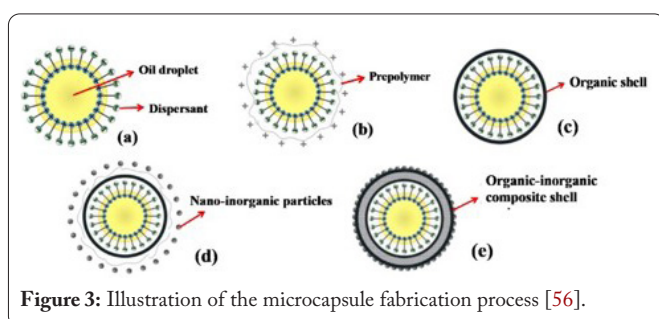 Oil droplet
Dispersant
(a)
Prepolymer
(b)
Organic shell
(c)
Nano-inorganic particles
(d)
Organic-inorganic
composite shell
(e)
Figure 3: Illustration of the microcapsule fabrication process [56].